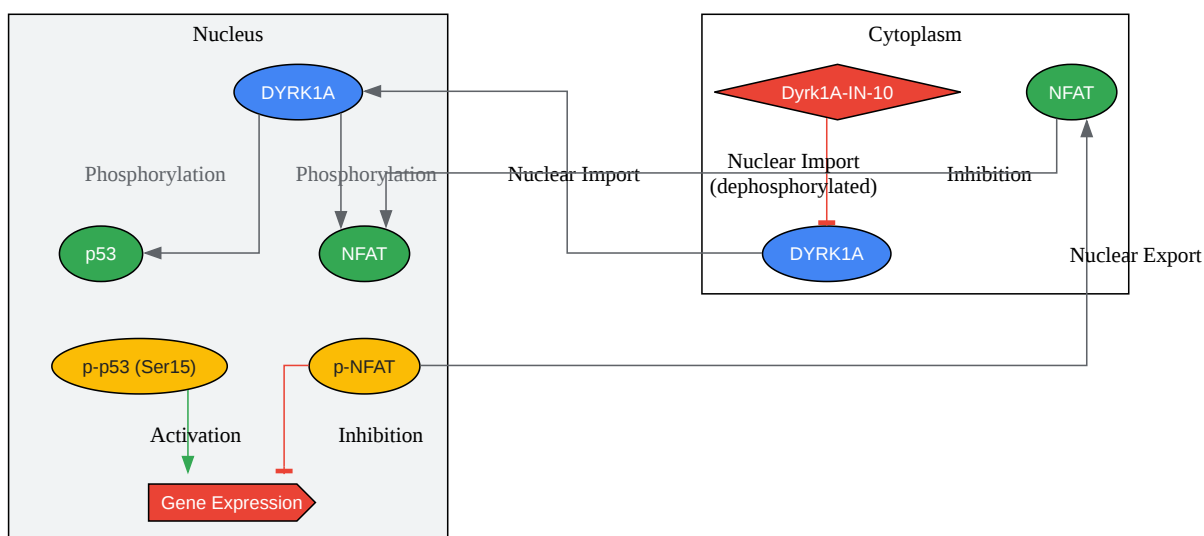 Nucleus
Cytoplasm
DYRK1A
Dyrk1A-IN-10
NFAT
Phosphorylation
Phosphorylation
Nuclear Import
Nuclear Import
(dephosphorylated)
Inhibition
p53
NFAT
DYRK1A
Nuclear Export
p-p53 (Ser15)
p-NFAT
Activation
Inhibition
Gene Expression